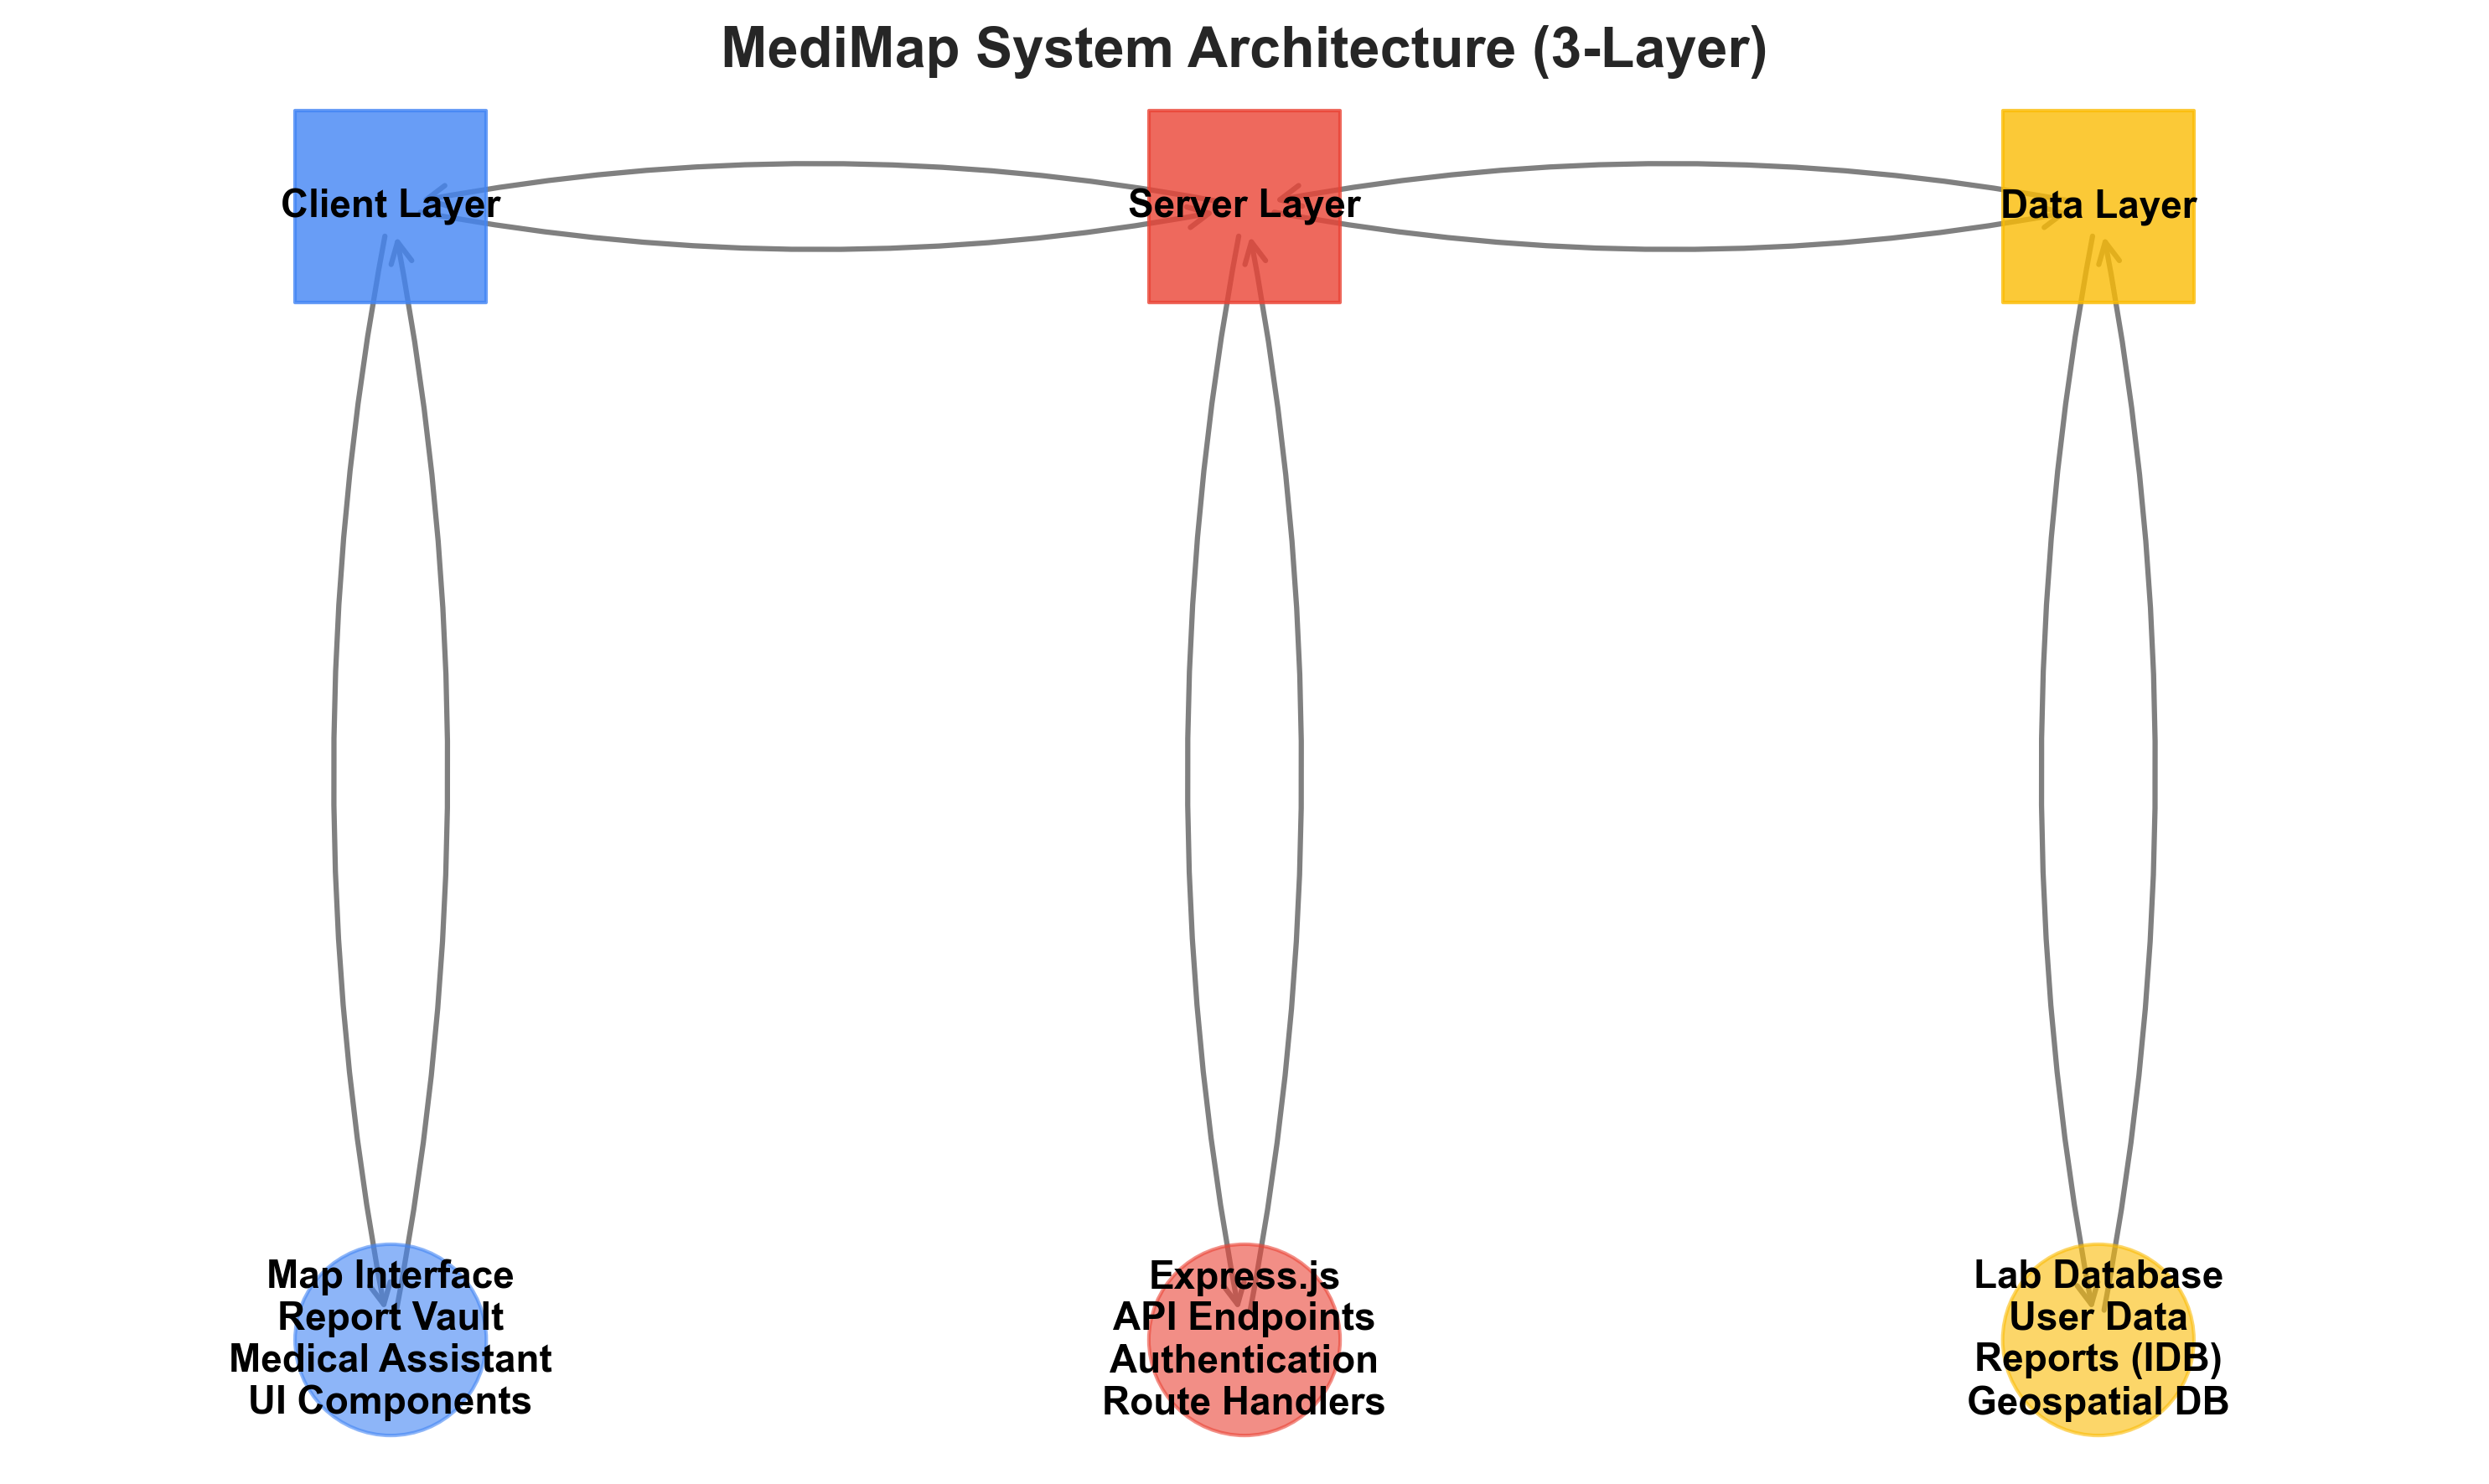 MediMap System Architecture (3-Layer)
Client Layer
Server Layer
Data Layer
Map Interface
Report Vault
Medical Assistant
UI Components
Express.js
API Endpoints
Authentication
Route Handlers
Lab Database
User Data
Reports (IDB)
Geospatial DB